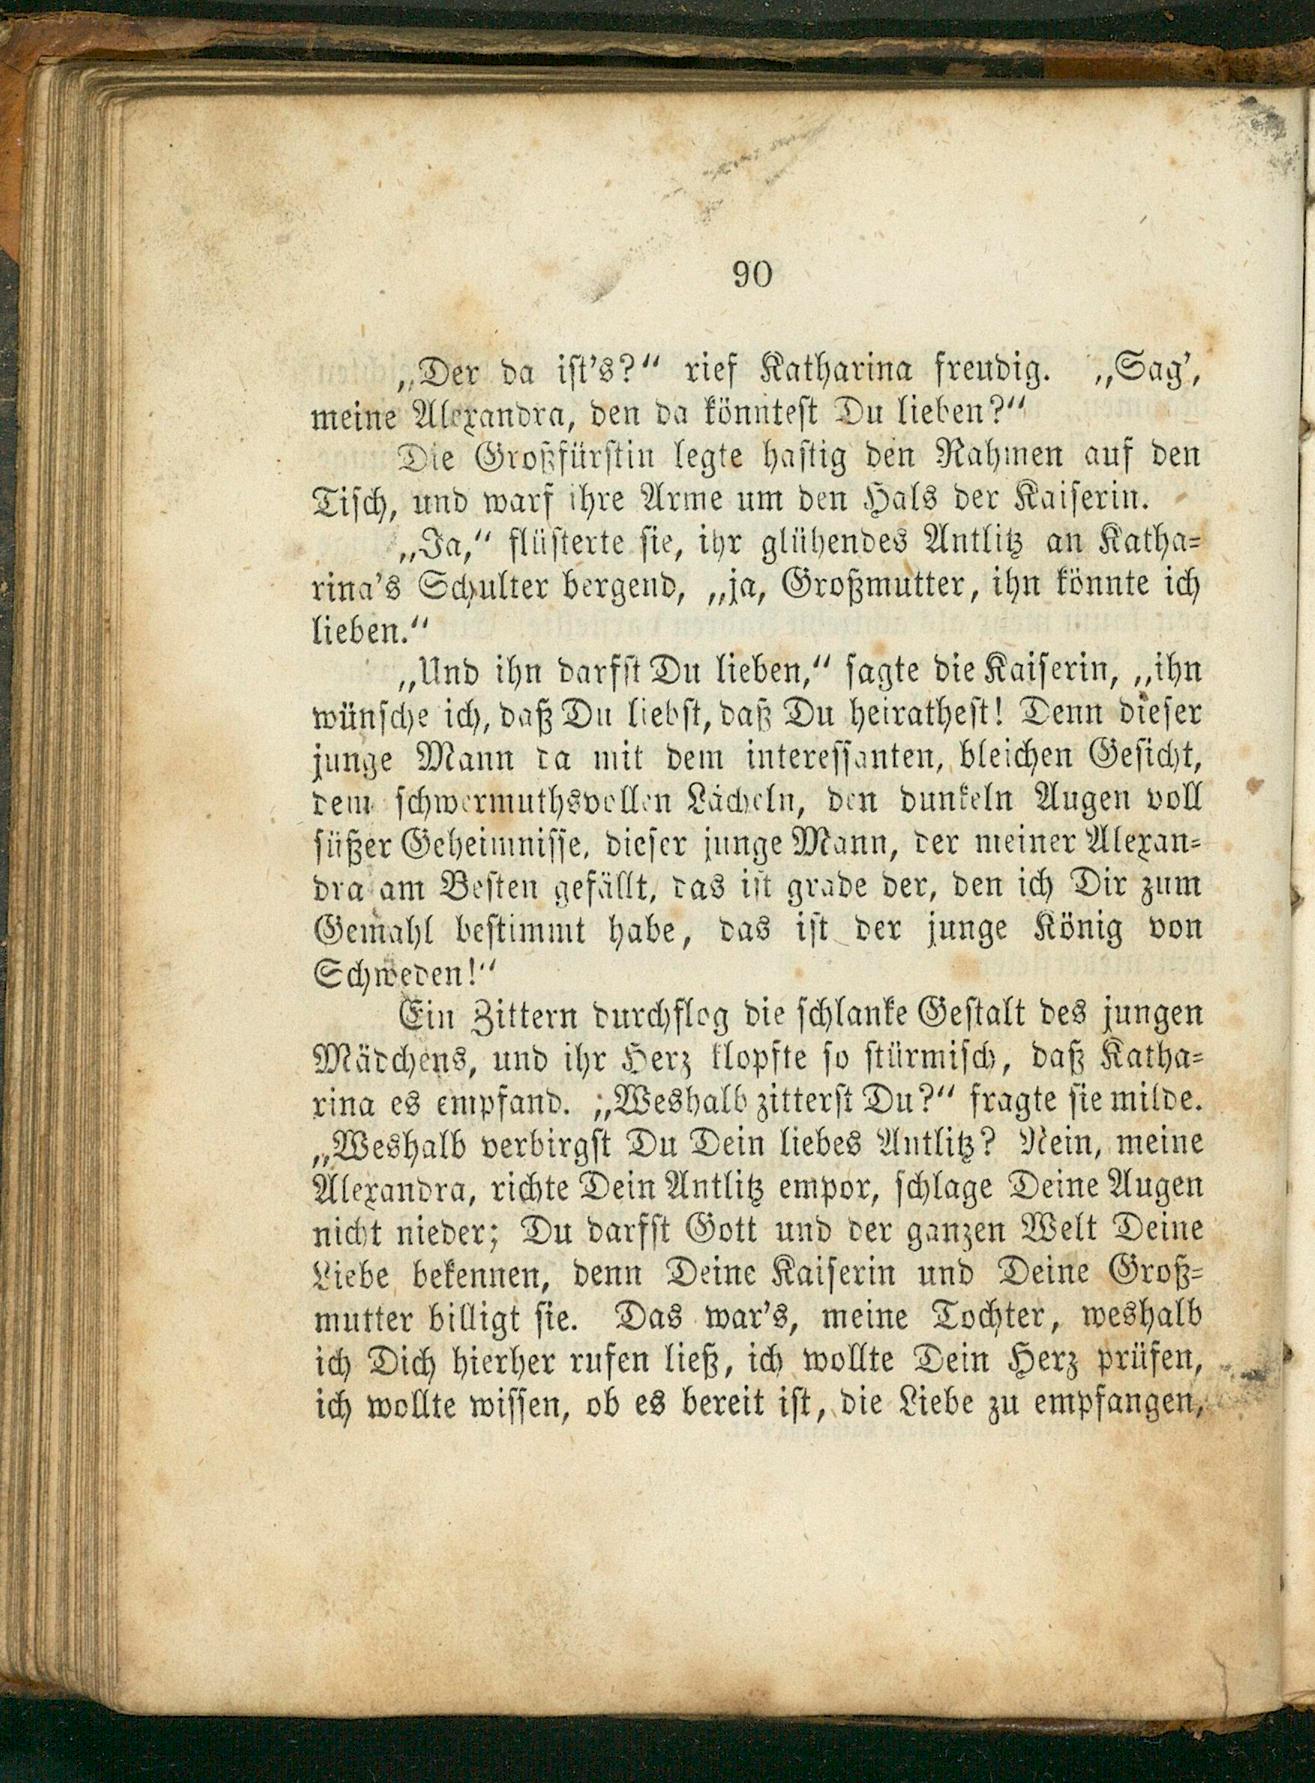 90
„Der da ist's?“ rief Katharina freudig. „Sag',
meine Alexandra, den da könntest Du lieben?“
Die Großfürstin legte hastig den Rahmen auf den
Tisch, und warf ihre Arme um den Hals der Kaiserin.
„Ja,“ flüsterte sie, ihr glühendes Antlitz an Katha-
rina's Schulter bergend, „ja, Großmutter, ihn könnte ich
lieben.“
„Und ihn darfst Du lieben,“ sagte die Kaiserin, „ihn
wünsche ich, daß Du liebst, daß Du heirathest! Denn dieser
junge Mann da mit dem interessanten, bleichen Gesicht,
dem schwermuthsvollen Lächeln, den dunkeln Augen voll
süßer Geheimnisse, dieser junge Mann, der meiner Alexan-
dra am Besten gefällt, das ist grade der, den ich Dir zum
Gemahl bestimmt habe, das ist der junge König von
Schweden!“
Ein Zittern durchflog die schlanke Gestalt des jungen
Mädchens, und ihr Herz klopfte so stürmisch, daß Katha-
rina es empfand. „Weshalb zitterst Du?“ fragte sie milde.
„Weshalb verbirgst Du Dein liebes Antlitz? Nein, meine
Alexandra, richte Dein Antlitz empor, schlage Deine Augen
nicht nieder; Du darfst Gott und der ganzen Welt Deine
Liebe bekennen, denn Deine Kaiserin und Deine Groß-
mutter billigt sie. Das war's, meine Tochter, weshalb
ich Dich hierher rufen ließ, ich wollte Dein Herz prüfen,
ich wollte wissen, ob es bereit ist, die Liebe zu empfangen,